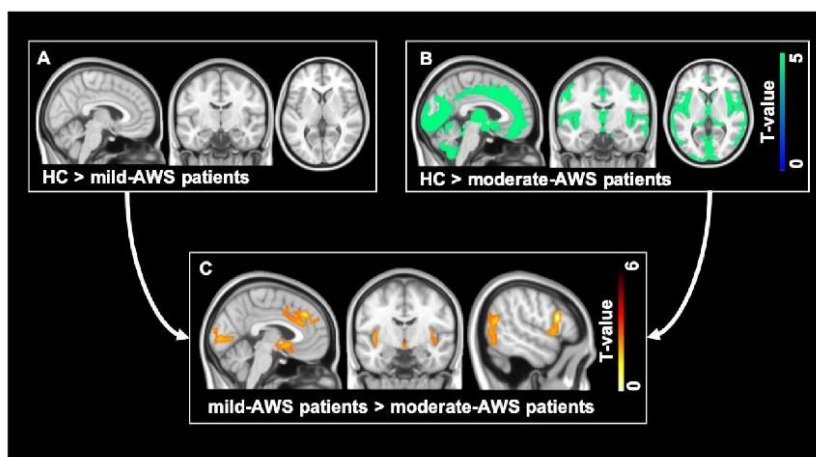 A
HC > mild-AWS patients
B
HC > moderate-AWS patients
5
T-value
0
C
mild-AWS patients > moderate-AWS patients
6
T-value
0